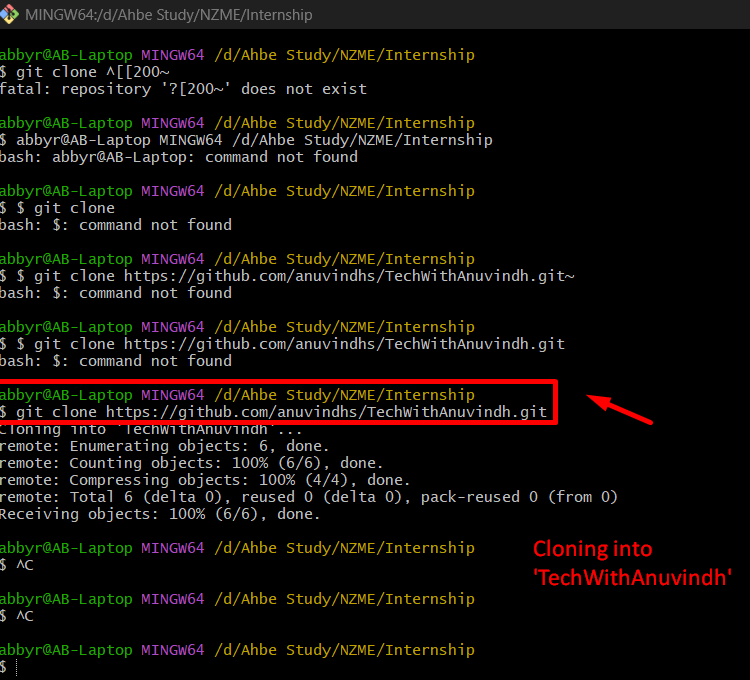 MINGW64:/d/Ahbe Study/NZME/Internship
abbyr@AB-Laptop MINGW64 /d/Ahbe Study/NZME/Internship
$ git clone ^[[200~
fatal: repository '?[200~' does not exist
abbyr@AB-Laptop MINGW64 /d/Ahbe Study/NZME/Internship
$ abbyr@AB-Laptop MINGW64 /d/Ahbe Study/NZME/Internship
bash: abbyr@AB-Laptop: command not found
abbyr@AB-Laptop MINGW64 /d/Ahbe Study/NZME/Internship
$ $ git clone
bash: $: command not found
abbyr@AB-Laptop MINGW64 /d/Ahbe Study/NZME/Internship
$ $ git clone https://github.com/anuvindhs/TechWithAnuvindh.git~
bash: $: command not found
abbyr@AB-Laptop MINGW64 /d/Ahbe Study/NZME/Internship
$ $ git clone https://github.com/anuvindhs/TechWithAnuvindh.git
bash: $: command not found
abbyr@AB-Laptop MINGW64 /d/Ahbe Study/NZME/Internship
$ git clone https://github.com/anuvindhs/TechWithAnuvindh.git
Cloning into 'TechWithAnuvindh'...
remote: Enumerating objects: 6, done.
remote: Counting objects: 100% (6/6), done.
remote: Compressing objects: 100% (4/4), done.
remote: Total 6 (delta 0), reused 0 (delta 0), pack-reused 0 (from 0)
Receiving objects: 100% (6/6), done.
abbyr@AB-Laptop MINGW64 /d/Ahbe Study/NZME/Internship
$ ^C
abbyr@AB-Laptop MINGW64 /d/Ahbe Study/NZME/Internship
$ ^C
abbyr@AB-Laptop MINGW64 /d/Ahbe Study/NZME/Internship
$
Cloning into
'TechWithAnuvindh'